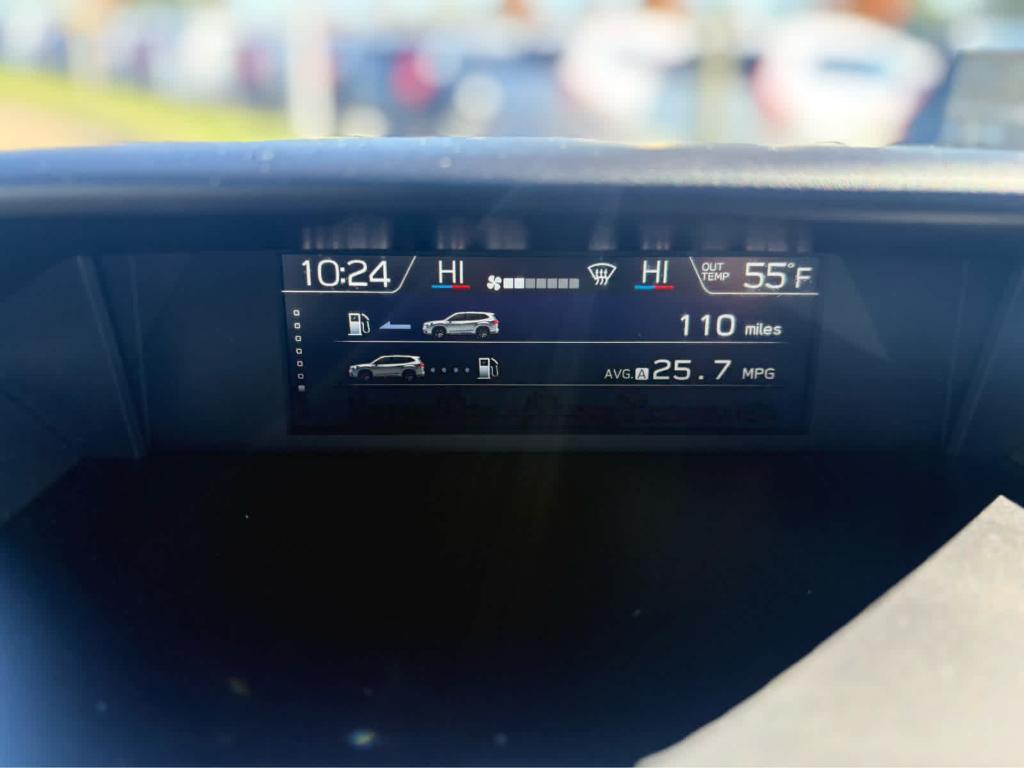 10:24 HI HI OUT TEMP 55°F
110 miles
AVG. A 25.7 MPG